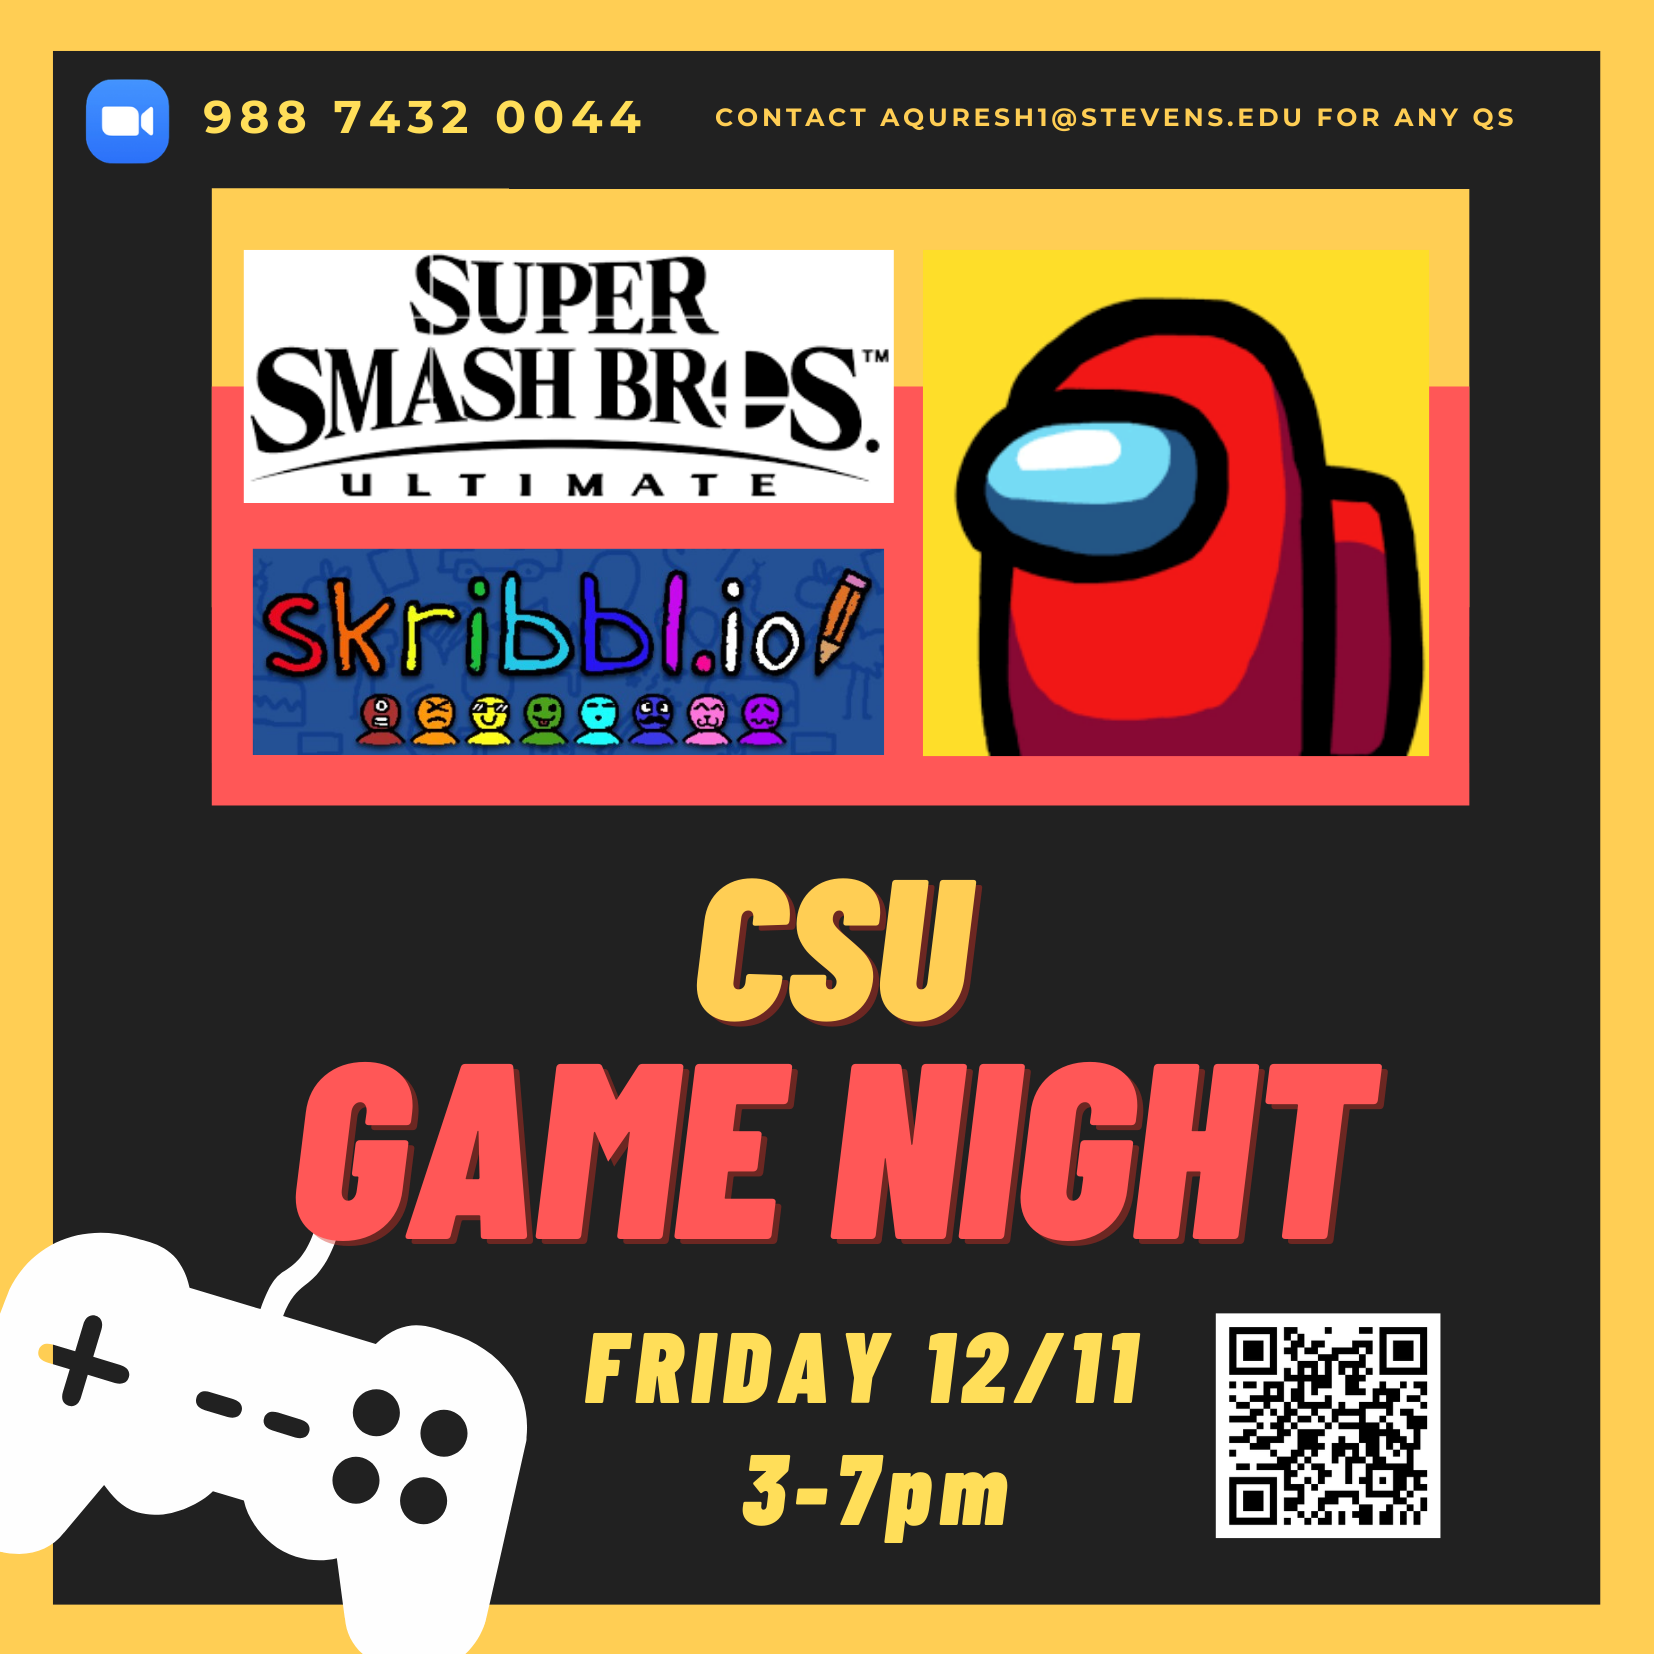 988 7432 0044
CONTACT AQURESH1@STEVENS.EDU FOR ANY QS
SUPER
SMASH BROS.™
ULTIMATE
skribbl.io
CSU
GAME NIGHT
FRIDAY 12/11
3-7pm